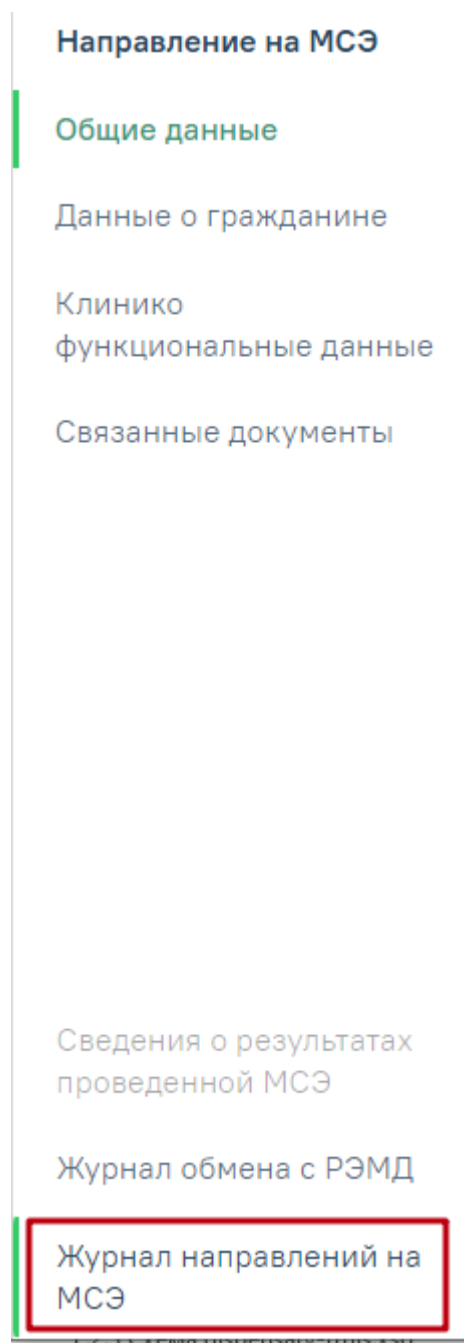 Направление на МСЭ
Общие данные
Данные о гражданине
Клинико
функциональные данные
Связанные документы
Сведения о результатах
проведенной МСЭ
Журнал обмена с РЭМД
Журнал направлений на
МСЭ